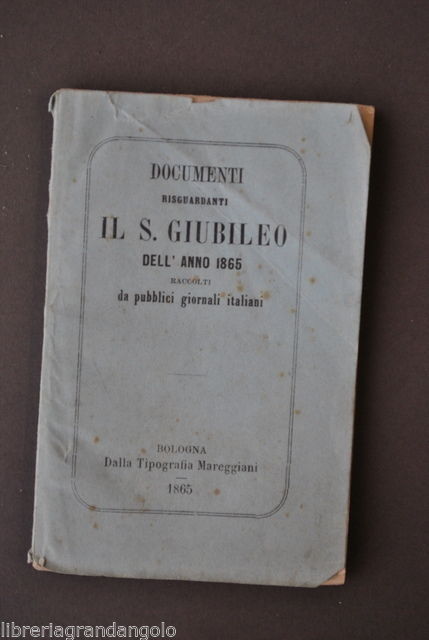 DOCUMENTI
RISGUARDANTI
IL S. GIUBILEO
DELL' ANNO 1865
RACCOLTI
da pubblici giornali italiani
BOLOGNA
Dalla Tipografia Mareggiani
1865
libreriagrandangolo